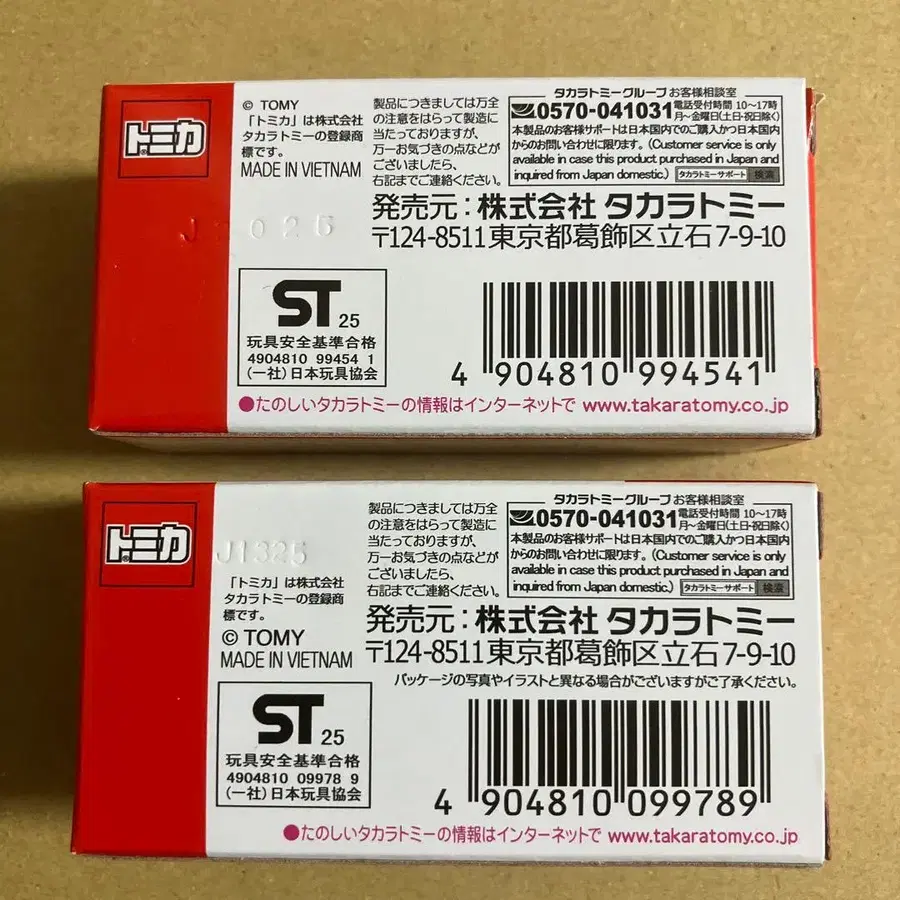 トミカ
© TOMY
「トミカ」は株式会社
タカラトミーの登録商
標です。
MADE IN VIETNAM
製品につきましては万全
の注意をはらって製造に
当たっておりますが、
万一お気づきの点などが
ございましたら、
右記までご連絡ください。
タカラトミーグループ お客様相談室
0570-041031 電話受付時間 10〜17時
月〜金曜日(土・日・祝日除く)
本製品のお客様サポートは日本国内でのご購入かつ日本国内
からのお問い合わせに限ります。(Customer service is only
available in case this product purchased in Japan and
inquired from Japan domestic.) タカラトミーサポート 検索
発売元:株式会社 タカラトミー
〒124-8511東京都葛飾区立石7-9-10
ST 25
玩具安全基準合格
4904810 99454 1
(一社)日本玩具協会
4 904810 994541
●たのしいタカラトミーの情報はインターネットで www.takaratomy.co.jp
トミカ
J1325
「トミカ」は株式会社
タカラトミーの登録商
標です。
© TOMY
MADE IN VIETNAM
製品につきましては万全
の注意をはらって製造に
当たっておりますが、
万一お気づきの点などが
ございましたら、
右記までご連絡ください。
タカラトミーグループ お客様相談室
0570-041031 電話受付時間 10〜17時
月〜金曜日(土・日・祝日除く)
本製品のお客様サポートは日本国内でのご購入かつ日本国内
からのお問い合わせに限ります。(Customer service is only
available in case this product purchased in Japan and
inquired from Japan domestic.) タカラトミーサポート 検索
発売元:株式会社 タカラトミー
〒124-8511東京都葛飾区立石7-9-10
パッケージの写真やイラストと異なる場合がございますがご了承ください。
ST 25
玩具安全基準合格
4904810 09978 9
(一社)日本玩具協会
4 904810 099789
●たのしいタカラトミーの情報はインターネットで www.takaratomy.co.jp